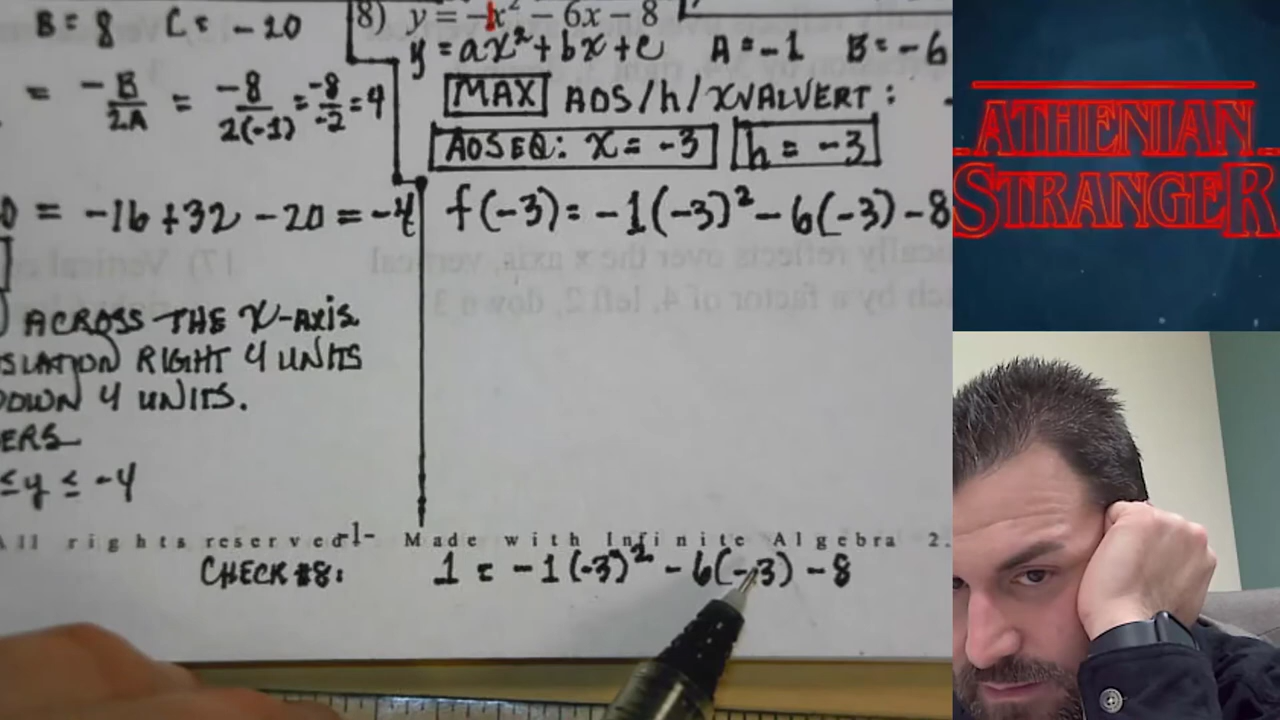 B = 8 C = -20
= -B/2A = -8/2(-1) = -8/-2 = 4
0 = -16 + 32 - 20 = -4
ACROSS THE X-AXIS
SLATION RIGHT 4 UNITS
DOWN 4 UNITS.
ERS
≤ y ≤ -4
8) y = -1x² - 6x - 8
y = ax² + bx + c A = -1 B = -6
MAX AOS/h/XVALVERT:
AOS EQ: x = -3 h = -3
f(-3) = -1(-3)² - 6(-3) - 8
All rights reserved -1- Made with Infinite Algebra 2.
CHECK #8: 1 = -1(-3)² - 6(-3) - 8
ATHENIAN
STRANGER